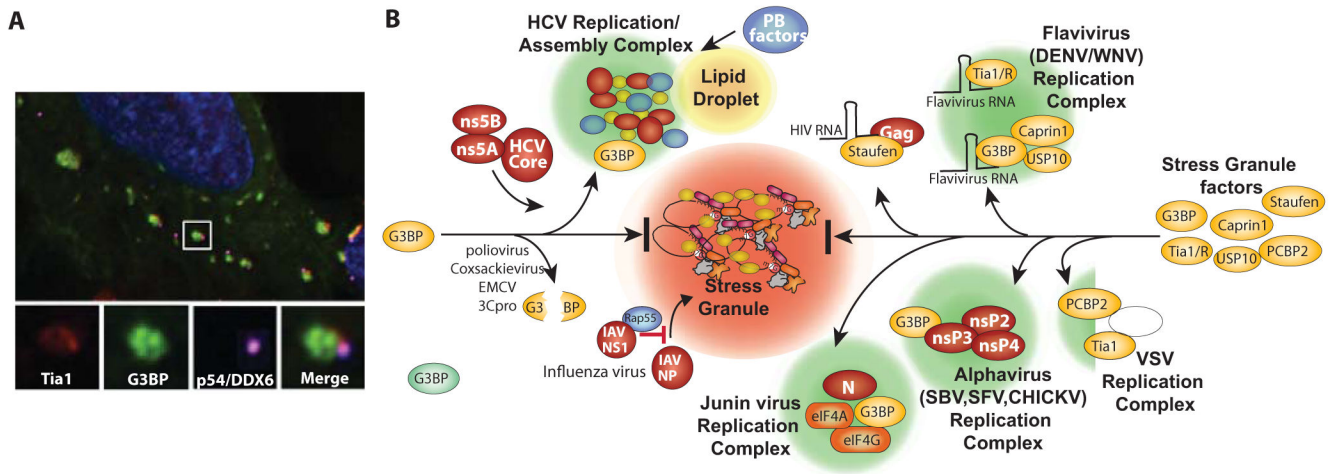 A
Tia1
G3BP
p54/DDX6
Merge
B
HCV Replication/
Assembly Complex
PB
factors
Lipid
Droplet
ns5B
ns5A
HCV
Core
G3BP
G3BP
poliovirus
Coxsackievirus
EMCV
3Cpro
G3
BP
G3BP
Rap55
IAV
NS1
IAV
NP
Influenza virus
Stress
Granule
HIV RNA
Gag
Staufen
Flavivirus
(DENV/WNV)
Replication
Complex
Tia1/R
Flavivirus RNA
Caprin1
G3BP
USP10
Flavivirus RNA
Stress Granule
factors
Staufen
G3BP
Caprin1
Tia1/R
USP10
PCBP2
Junin virus
Replication
Complex
N
eIF4A
G3BP
eIF4G
G3BP
nsP2
nsP3
nsP4
Alphavirus
(SBV,SFV,CHICKV)
Replication
Complex
PCBP2
Tia1
VSV
Replication
Complex